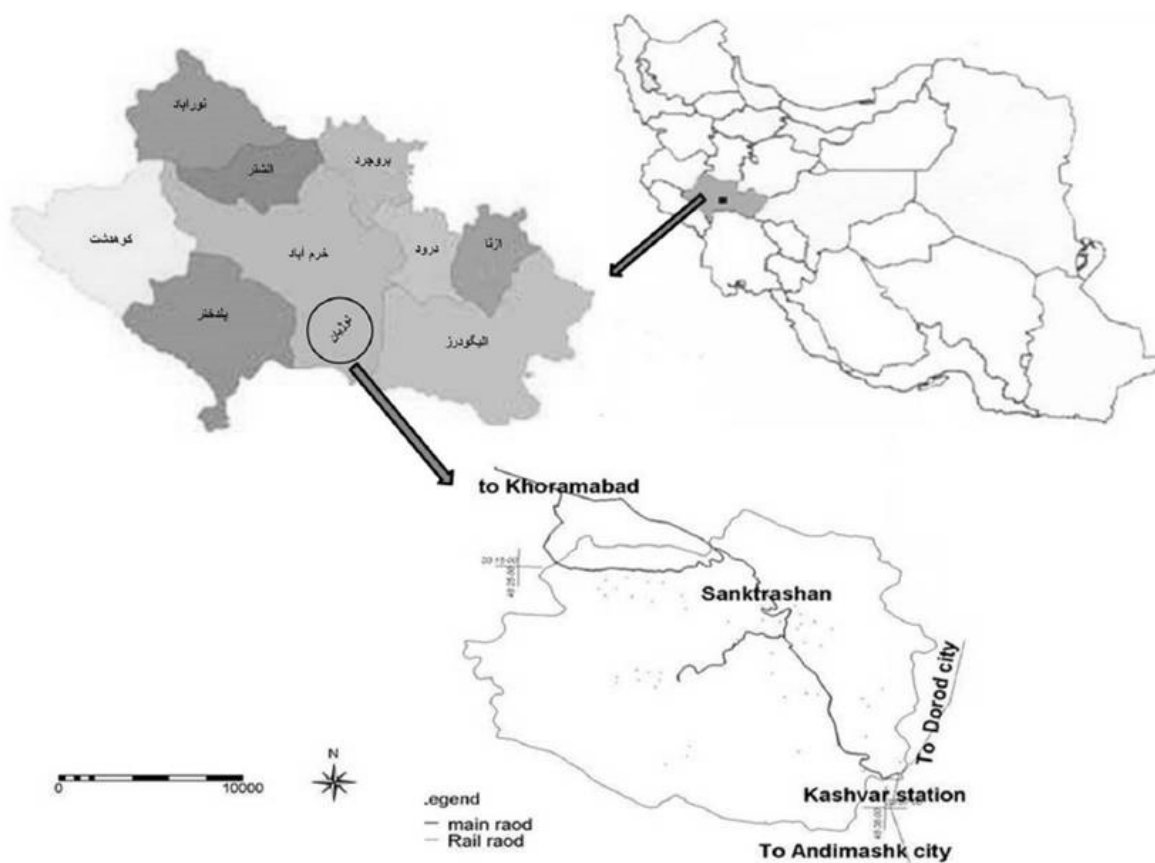 نورآباد
الشتر
بروجرد
کوهدشت
خرم آباد
درود
ازنا
پلدختر
الیگودرز
to Khoramabad
Sanktrashan
To Dorod city
Kashvar station
To Andimashk city
N
0
10000
.egend
main raod
Rail raod